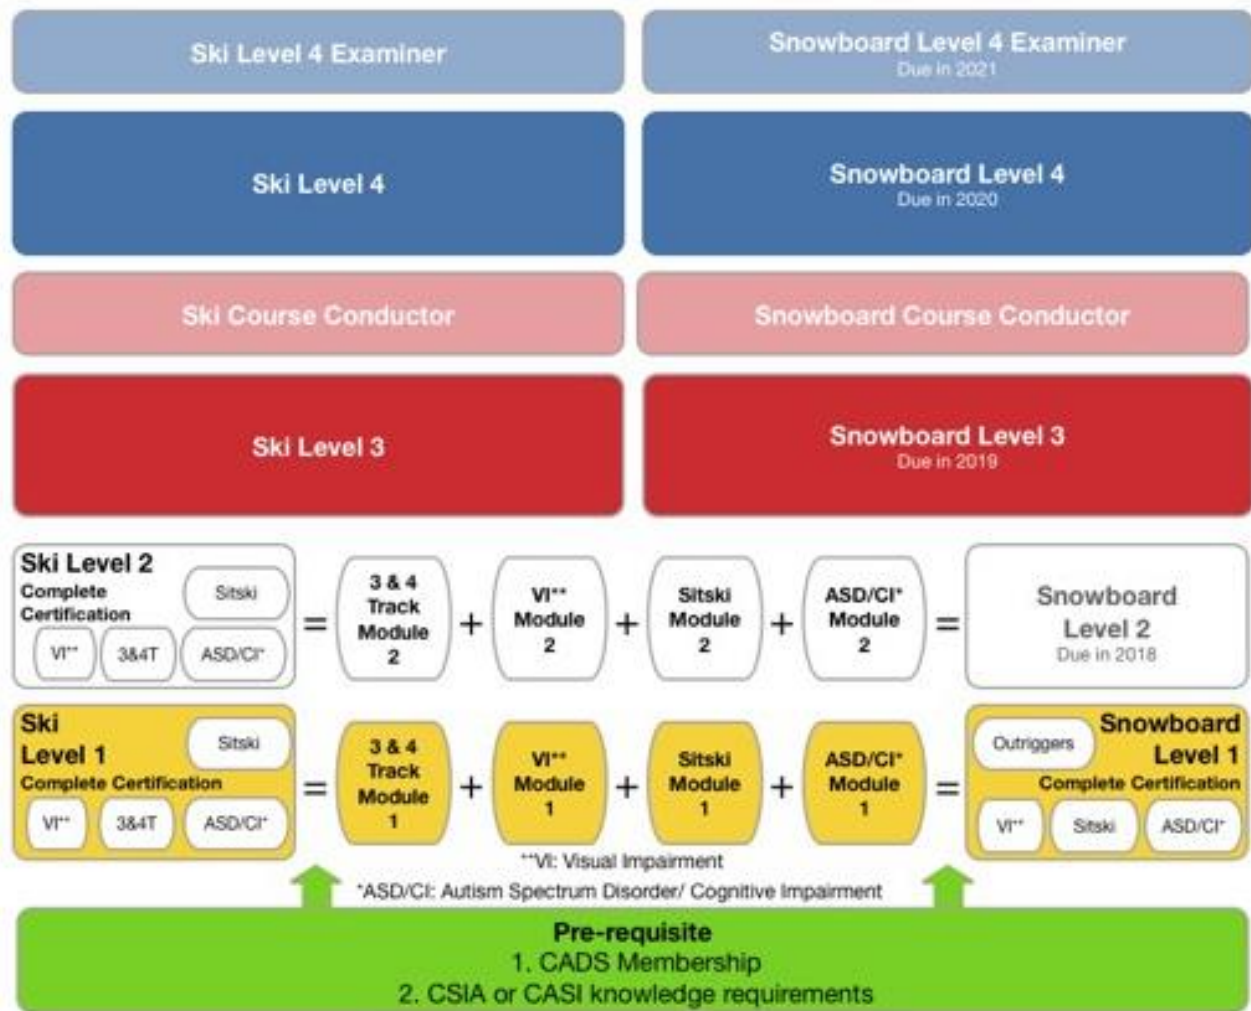 Ski Level 4 Examiner
Snowboard Level 4 Examiner
Due in 2021
Ski Level 4
Snowboard Level 4
Due in 2020
Ski Course Conductor
Snowboard Course Conductor
Ski Level 3
Snowboard Level 3
Due in 2019
Ski Level 2
Complete
Certification
Sitski
VI**
3&4T
ASD/CI*
=
3 & 4
Track
Module
2
+
VI**
Module
2
+
Sitski
Module
2
+
ASD/CI*
Module
2
=
Snowboard
Level 2
Due in 2018
Ski
Level 1
Complete Certification
Sitski
VI**
3&4T
ASD/CI*
=
3 & 4
Track
Module
1
+
VI**
Module
1
+
Sitski
Module
1
+
ASD/CI*
Module
1
=
Outriggers
Snowboard
Level 1
Complete Certification
VI**
Sitski
ASD/CI*
**VI: Visual Impairment
*ASD/CI: Autism Spectrum Disorder/ Cognitive Impairment
Pre-requisite
1. CADS Membership
2. CSIA or CASI knowledge requirements